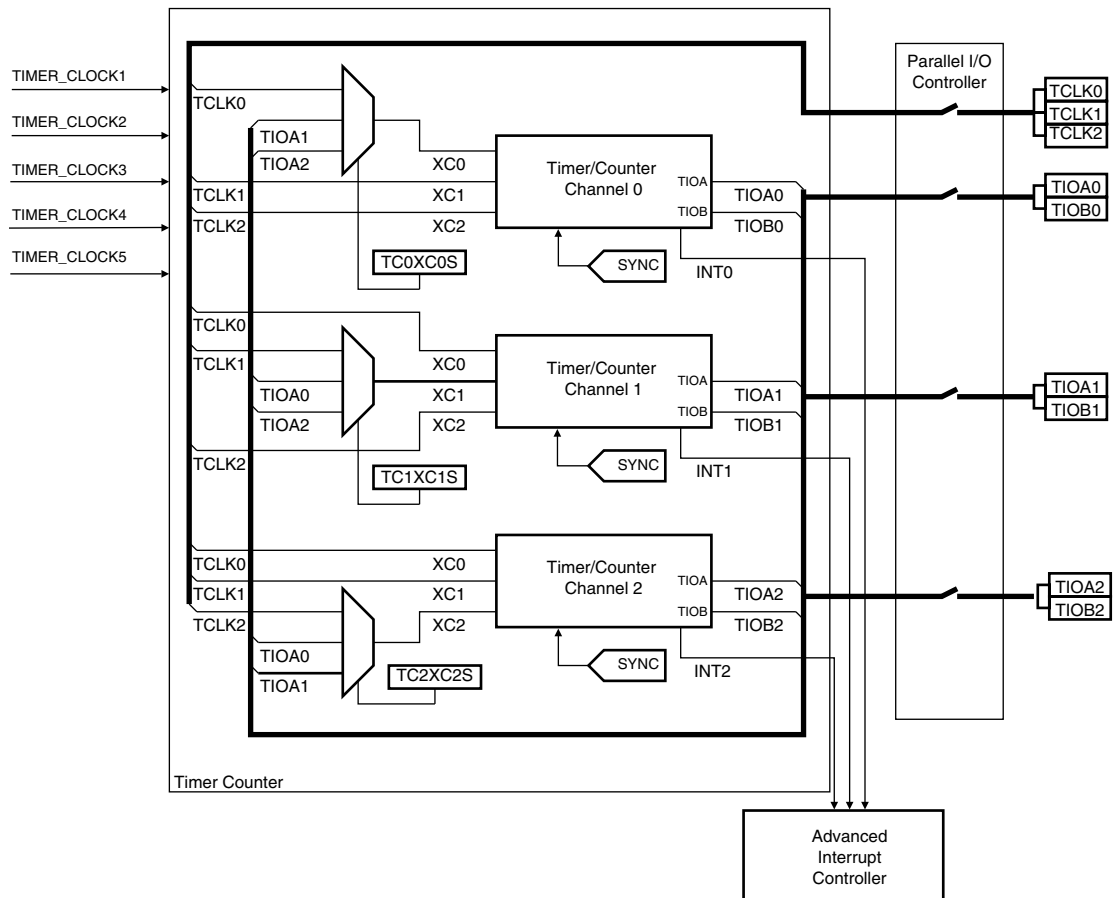 TIMER_CLOCK1
TIMER_CLOCK2
TIMER_CLOCK3
TIMER_CLOCK4
TIMER_CLOCK5
TCLK0
TIOA1
TIOA2
TCLK1
TCLK2
XC0
XC1
XC2
TC0XC0S
Timer/Counter
Channel 0
TIOA
TIOB
TIOA0
TIOB0
SYNC
INT0
TCLK0
TCLK1
TIOA0
TIOA2
TCLK2
XC0
XC1
XC2
TC1XC1S
Timer/Counter
Channel 1
TIOA
TIOB
TIOA1
TIOB1
SYNC
INT1
TCLK0
TCLK1
TCLK2
TIOA0
TIOA1
XC0
XC1
XC2
TC2XC2S
Timer/Counter
Channel 2
TIOA
TIOB
TIOA2
TIOB2
SYNC
INT2
Timer Counter
Parallel I/O
Controller
TCLK0
TCLK1
TCLK2
TIOA0
TIOB0
TIOA1
TIOB1
TIOA2
TIOB2
Advanced
Interrupt
Controller